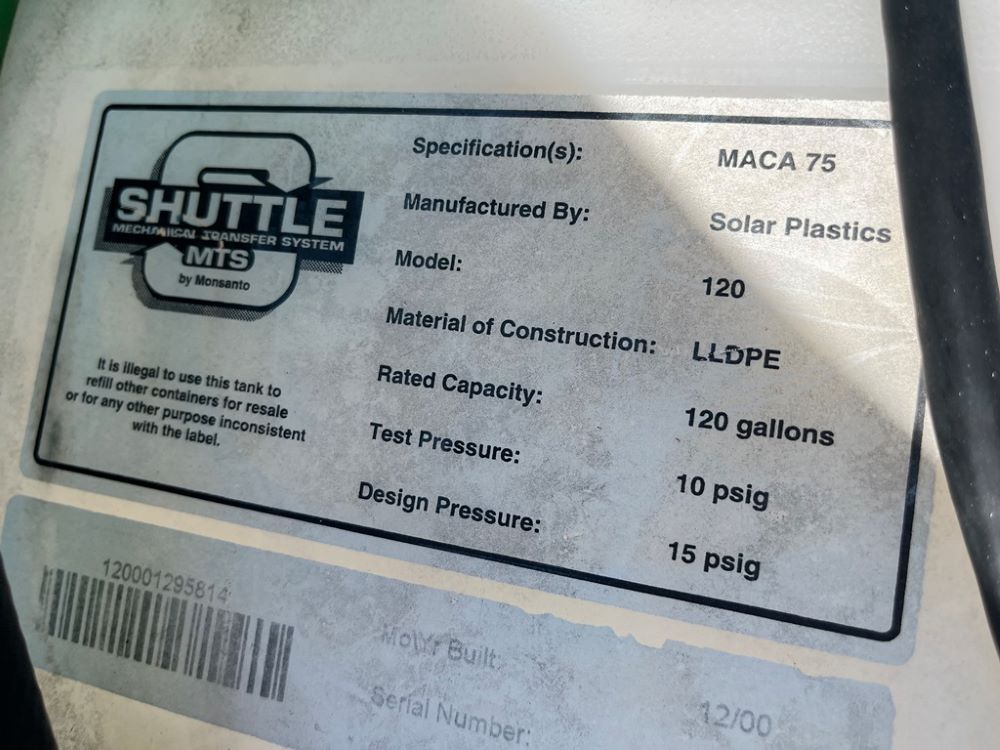 SHUTTLE
MECHANICAL TRANSFER SYSTEM
MTS
by Monsanto
It is illegal to use this tank to
refill other containers for resale
or for any other purpose inconsistent
with the label.
Specification(s): MACA 75
Manufactured By: Solar Plastics
Model: 120
Material of Construction: LLDPE
Rated Capacity: 120 gallons
Test Pressure: 10 psig
Design Pressure: 15 psig
120001295814
Mo\Yr Built: 12/00
Serial Number: